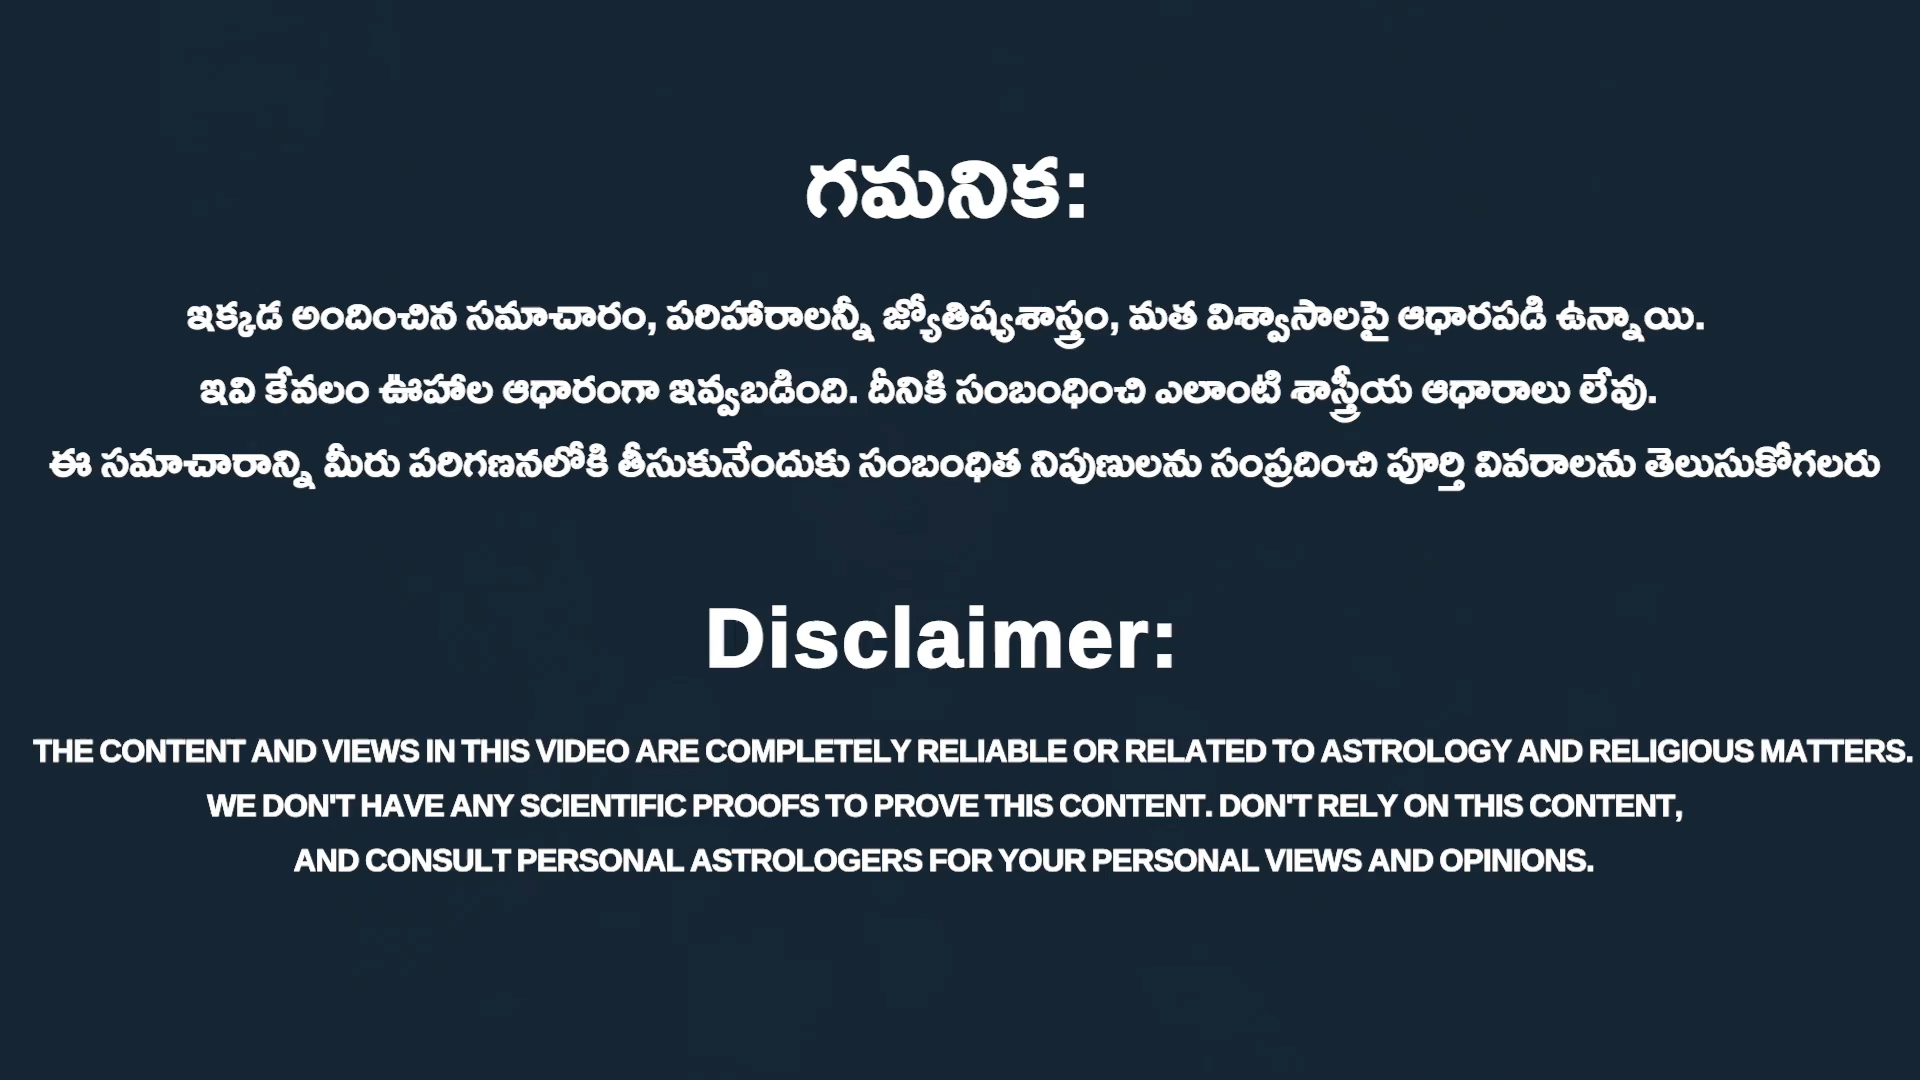 గమనిక:
ఇక్కడ అందించిన సమాచారం, పరిహారాలన్నీ జ్యోతిష్యశాస్త్రం, మత విశ్వాసాలపై ఆధారపడి ఉన్నాయి.
ఇవి కేవలం ఊహాల ఆధారంగా ఇవ్వబడింది. దీనికి సంబంధించి ఎలాంటి శాస్త్రీయ ఆధారాలు లేవు.
ఈ సమాచారాన్ని మీరు పరిగణనలోకి తీసుకునేందుకు సంబంధిత నిపుణులను సంప్రదించి పూర్తి వివరాలను తెలుసుకోగలరు
Disclaimer:
THE CONTENT AND VIEWS IN THIS VIDEO ARE COMPLETELY RELIABLE OR RELATED TO ASTROLOGY AND RELIGIOUS MATTERS.
WE DON'T HAVE ANY SCIENTIFIC PROOFS TO PROVE THIS CONTENT. DON'T RELY ON THIS CONTENT,
AND CONSULT PERSONAL ASTROLOGERS FOR YOUR PERSONAL VIEWS AND OPINIONS.